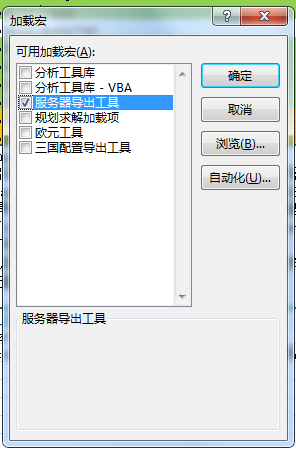 加载宏
可用加载宏(A):
分析工具库
分析工具库 - VBA
服务器导出工具
规划求解加载项
欧元工具
三国配置导出工具
确定
取消
浏览(B)...
自动化(U)...
服务器导出工具